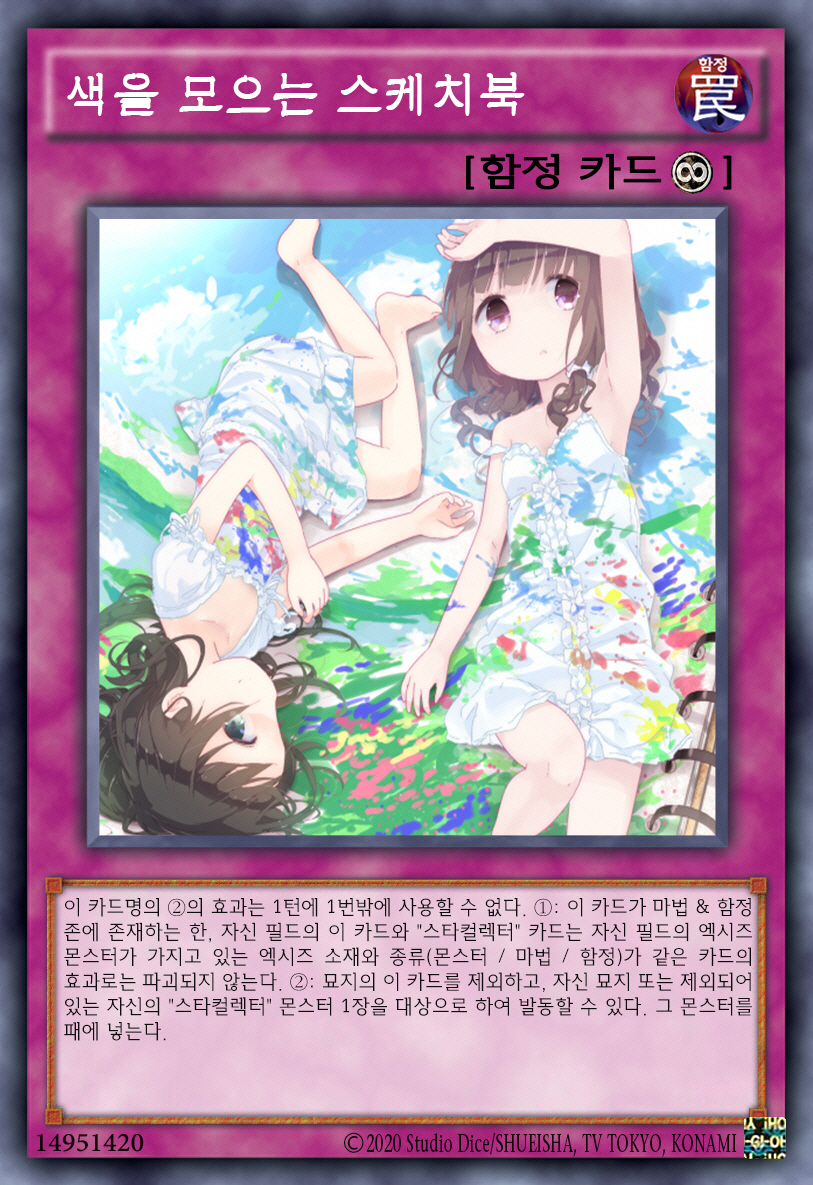 색을 모으는 스케치북
함정
罠
[함정 카드 ]
이 카드명의 ②의 효과는 1턴에 1번밖에 사용할 수 없다. ①: 이 카드가 마법 & 함정
존에 존재하는 한, 자신 필드의 이 카드와 "스타컬렉터" 카드는 자신 필드의 엑시즈
몬스터가 가지고 있는 엑시즈 소재와 종류(몬스터 / 마법 / 함정)가 같은 카드의
효과로는 파괴되지 않는다. ②: 묘지의 이 카드를 제외하고, 자신 묘지 또는 제외되어
있는 자신의 "스타컬렉터" 몬스터 1장을 대상으로 하여 발동할 수 있다. 그 몬스터를
패에 넣는다.
14951420
©2020 Studio Dice/SHUEISHA, TV TOKYO, KONAMI